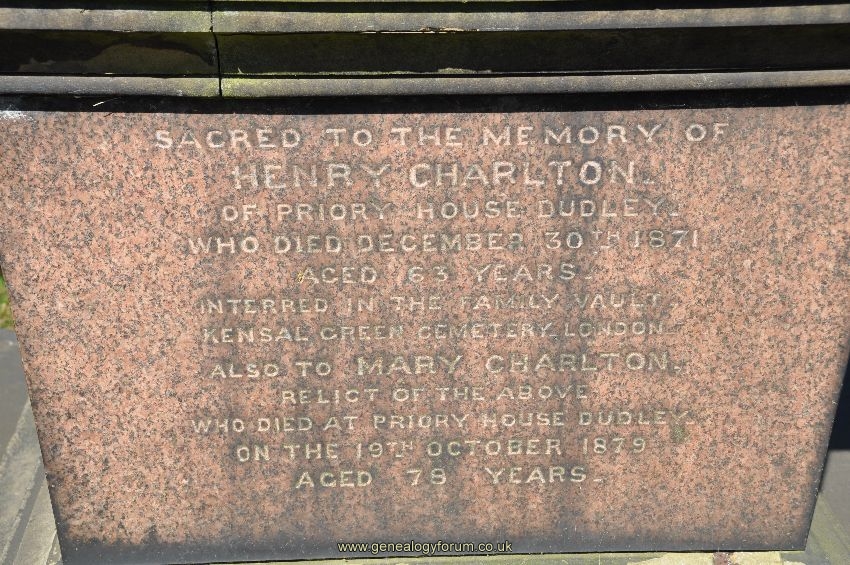 SACRED TO THE MEMORY OF
HENRY CHARLTON.
OF PRIORY HOUSE DUDLEY.
WHO DIED DECEMBER 30TH 1871
AGED 63 YEARS.
INTERRED IN THE FAMILY VAULT.
KENSAL GREEN CEMETERY, LONDON
ALSO TO MARY CHARLTON.
RELICT OF THE ABOVE
WHO DIED AT PRIORY HOUSE DUDLEY.
ON THE 19TH OCTOBER 1879
AGED 78 YEARS.
www.genealogyforum.co.uk